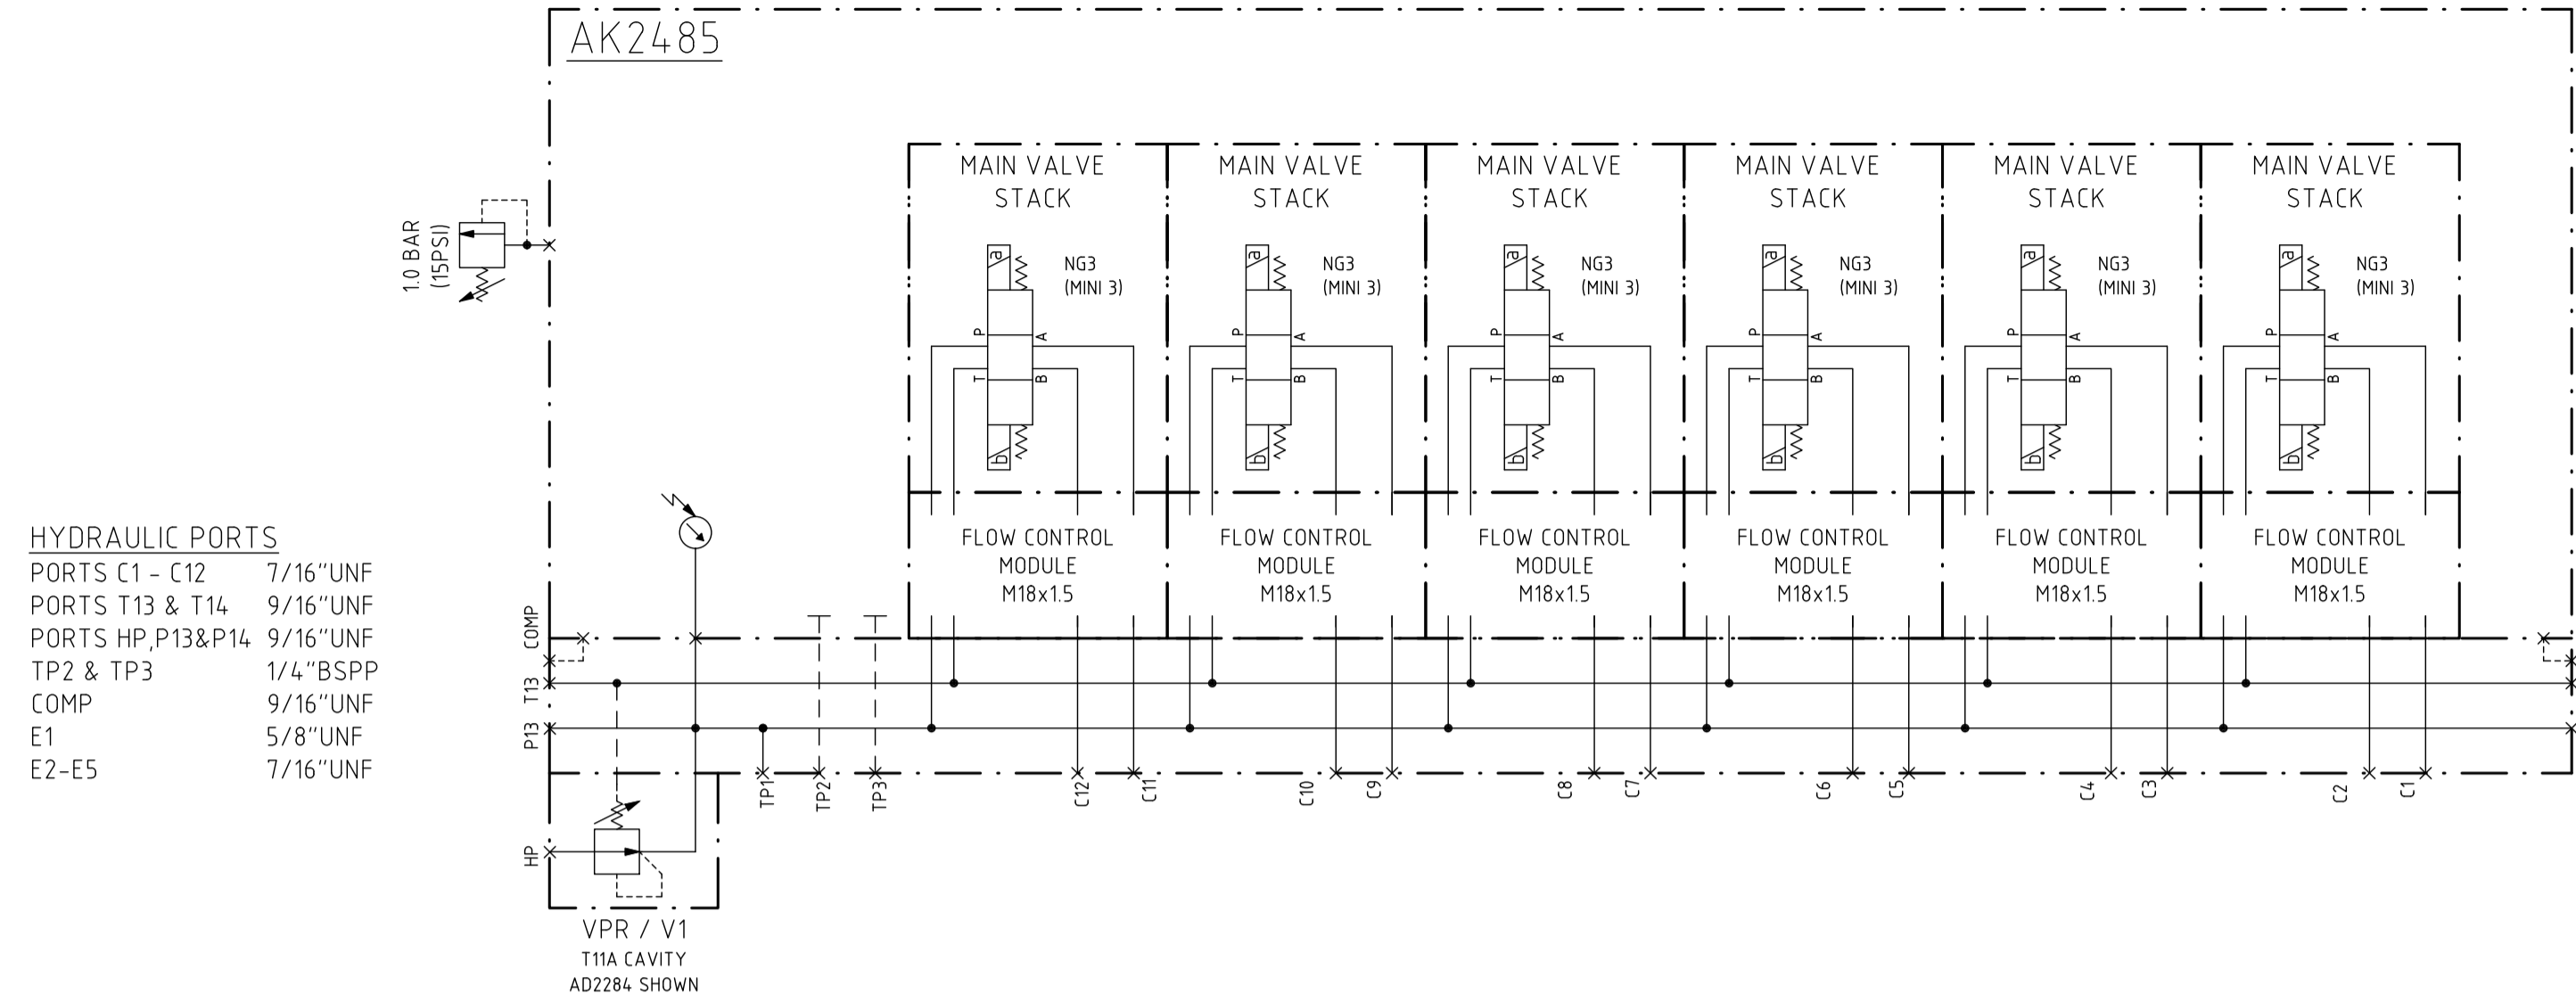 AK2485
1.0 BAR
(15PSI)
MAIN VALVE
STACK
a
NG3
(MINI 3)
P
A
T
B
b
FLOW CONTROL
MODULE
M18x1.5
MAIN VALVE
STACK
a
NG3
(MINI 3)
P
A
T
B
b
FLOW CONTROL
MODULE
M18x1.5
MAIN VALVE
STACK
a
NG3
(MINI 3)
P
A
T
B
b
FLOW CONTROL
MODULE
M18x1.5
MAIN VALVE
STACK
a
NG3
(MINI 3)
P
A
T
B
b
FLOW CONTROL
MODULE
M18x1.5
MAIN VALVE
STACK
a
NG3
(MINI 3)
P
A
T
B
b
FLOW CONTROL
MODULE
M18x1.5
MAIN VALVE
STACK
a
NG3
(MINI 3)
P
A
T
B
b
FLOW CONTROL
MODULE
M18x1.5
HYDRAULIC PORTS
PORTS C1 - C12 7/16"UNF
PORTS T13 & T14 9/16"UNF
PORTS HP,P13&P14 9/16"UNF
TP2 & TP3 1/4"BSPP
COMP 9/16"UNF
E1 5/8"UNF
E2-E5 7/16"UNF
COMP
T13
P13
HP
TP1
TP2
TP3
C12
C11
C10
C9
C8
C7
C6
C5
C4
C3
C2
C1
VPR / V1
T11A CAVITY
AD2284 SHOWN